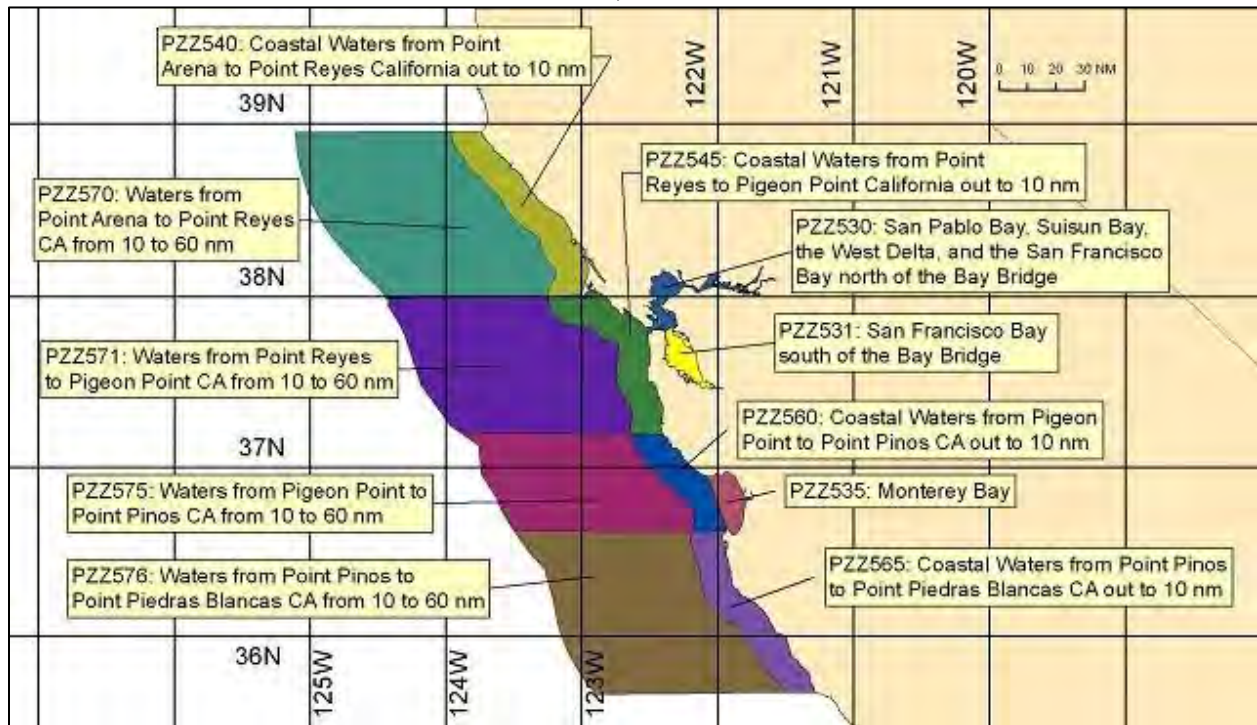 PZZ540: Coastal Waters from Point
Arena to Point Reyes California out to 10 nm
39N
122W
121W
120W
0 10 20 30 NM
PZZ545: Coastal Waters from Point
Reyes to Pigeon Point California out to 10 nm
PZZ570: Waters from
Point Arena to Point Reyes
CA from 10 to 60 nm
PZZ530: San Pablo Bay, Suisun Bay,
the West Delta, and the San Francisco
Bay north of the Bay Bridge
38N
PZZ531: San Francisco Bay
south of the Bay Bridge
PZZ571: Waters from Point Reyes
to Pigeon Point CA from 10 to 60 nm
PZZ560: Coastal Waters from Pigeon
Point to Point Pinos CA out to 10 nm
37N
PZZ575: Waters from Pigeon Point to
Point Pinos CA from 10 to 60 nm
PZZ535: Monterey Bay
PZZ576: Waters from Point Pinos to
Point Piedras Blancas CA from 10 to 60 nm
PZZ565: Coastal Waters from Point Pinos
to Point Piedras Blancas CA out to 10 nm
36N
125W
124W
123W